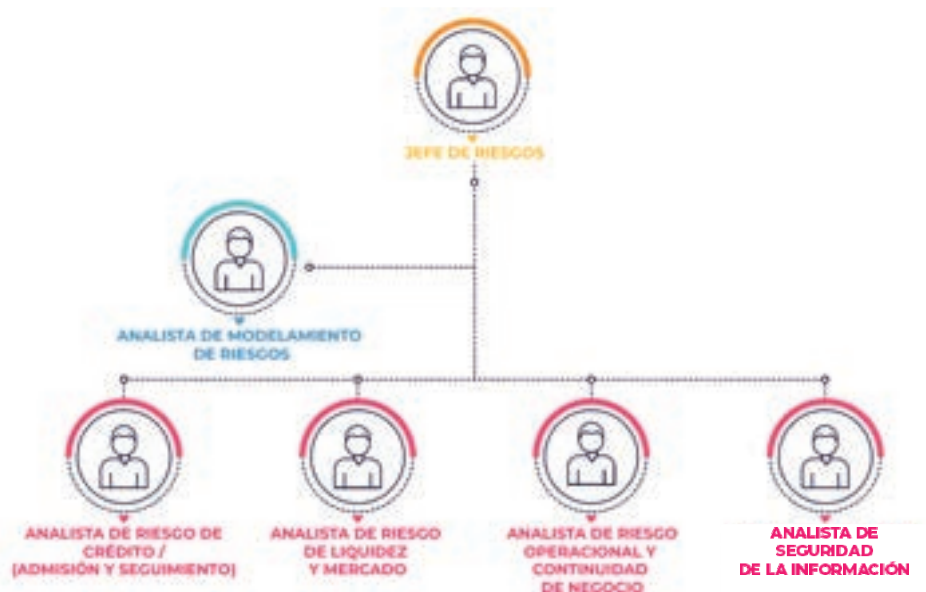 JEFE DE RIESGOS
ANALISTA DE MODELAMIENTO
DE RIESGOS
ANALISTA DE RIESGO DE
CRÉDITO /
(ADMISIÓN Y SEGUIMIENTO)
ANALISTA DE RIESGO
DE LIQUIDEZ
Y MERCADO
ANALISTA DE RIESGO
OPERACIONAL Y
CONTINUIDAD
DE NEGOCIO
ANALISTA DE
SEGURIDAD
DE LA INFORMACIÓN